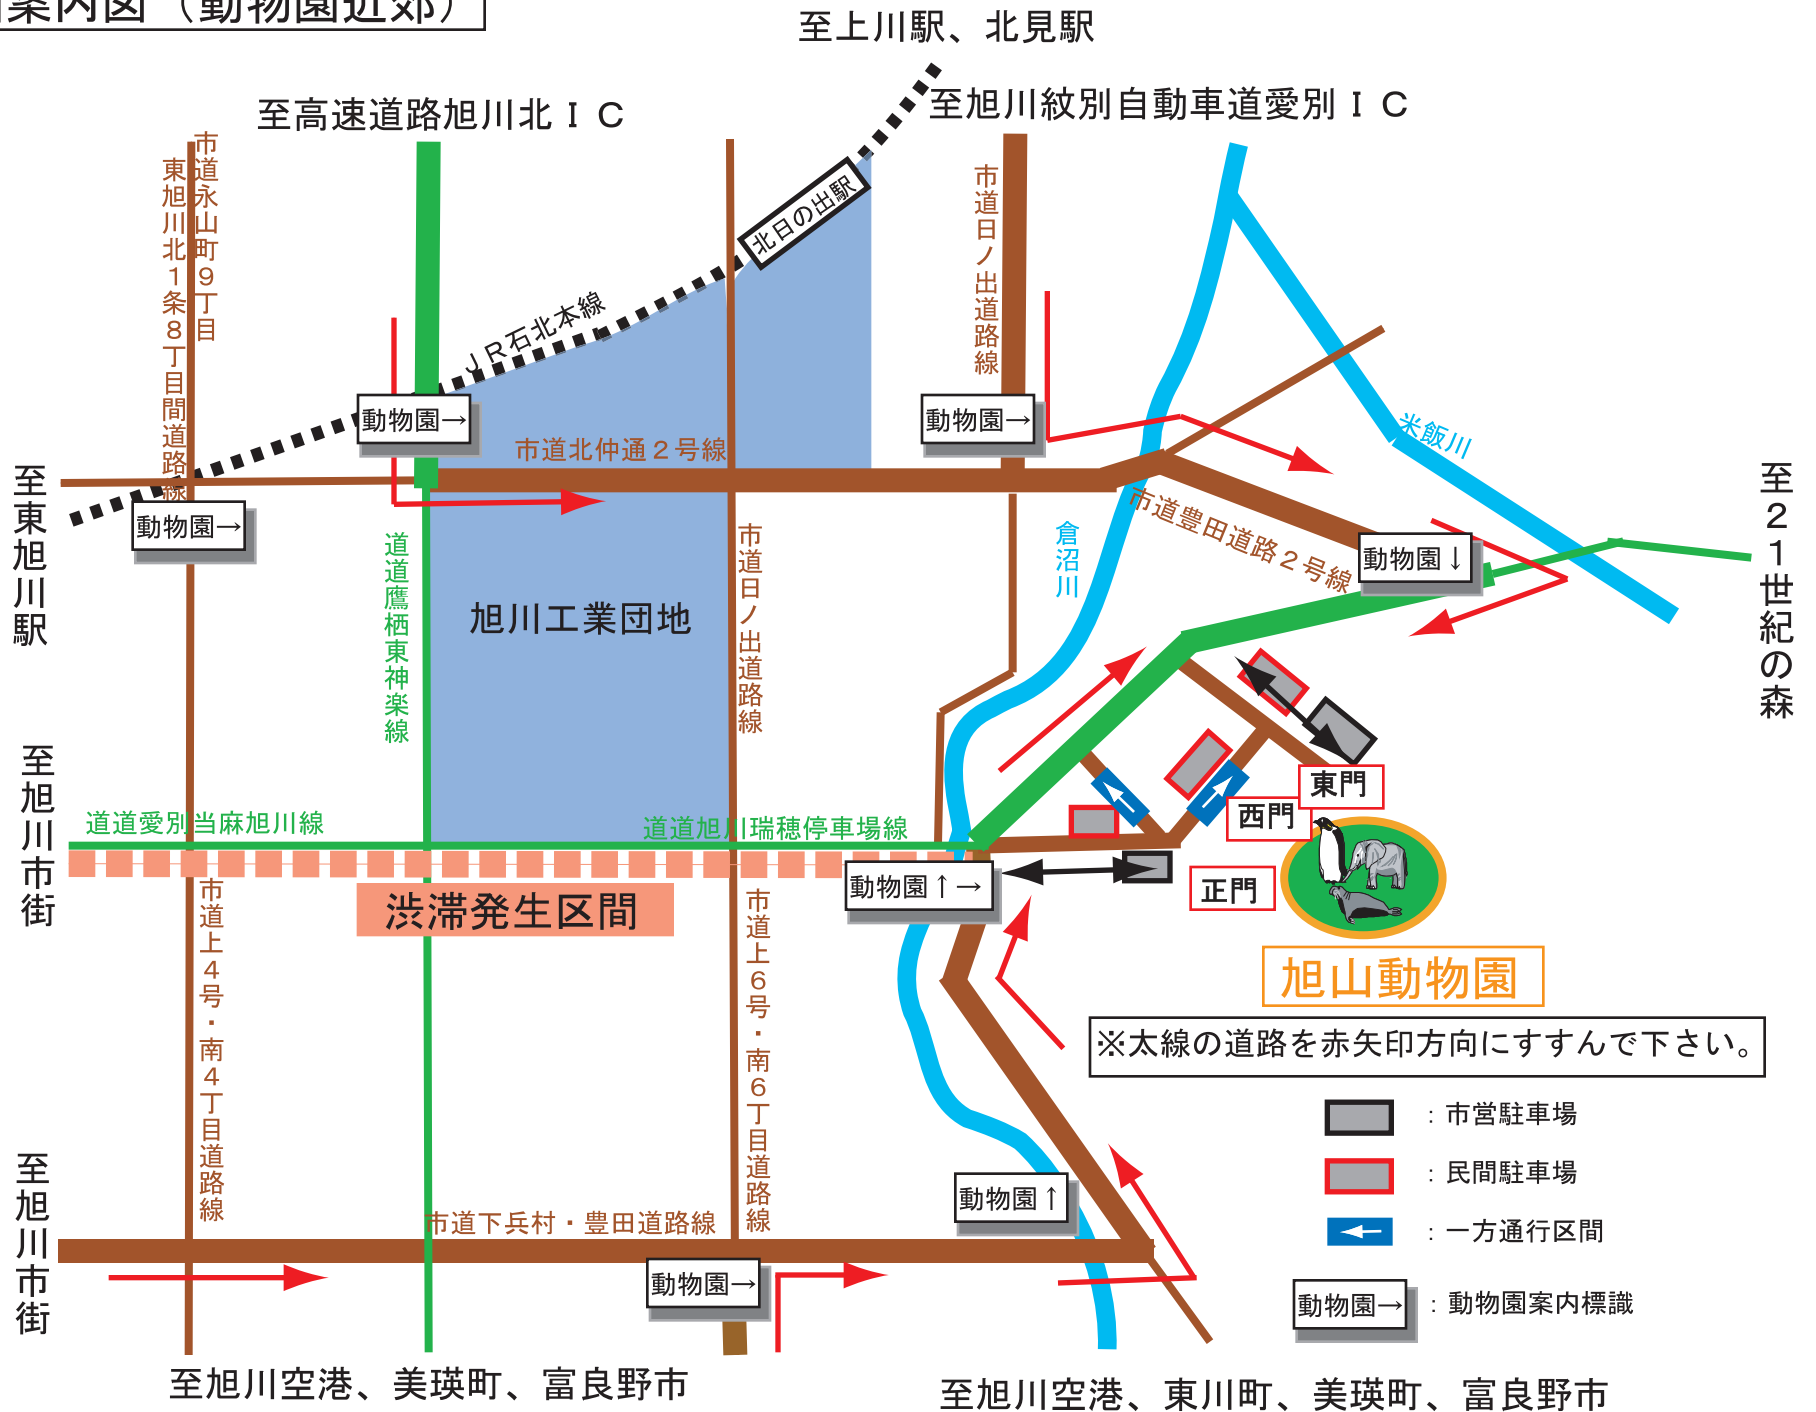 案内図（動物園近郊）
至上川駅、北見駅
至高速道路旭川北ＩＣ
至旭川紋別自動車道愛別ＩＣ
市道永山町９丁目
東旭川北１条８丁目間道路線
北日の出駅
市道日ノ出道路線
ＪＲ石北本線
動物園→
動物園→
市道北仲通２号線
米飯川
至東旭川駅
動物園→
道道鷹栖東神楽線
旭川工業団地
市道日ノ出道路線
倉沼川
市道豊田道路２号線
動物園↓
至２１世紀の森
至旭川市街
道道愛別当麻旭川線
道道旭川瑞穂停車場線
東門
西門
正門
渋滞発生区間
動物園↑→
市道上４号・南４丁目道路線
市道上６号・南６丁目道路線
旭山動物園
※太線の道路を赤矢印方向にすすんで下さい。
：市営駐車場
：民間駐車場
：一方通行区間
動物園→：動物園案内標識
至旭川市街
動物園↑
市道下兵村・豊田道路線
動物園→
至旭川空港、美瑛町、富良野市
至旭川空港、東川町、美瑛町、富良野市